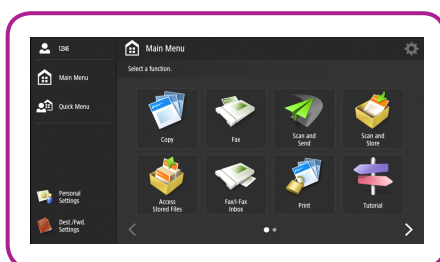 12345
Main Menu
Select a function.
Main Menu
Quick Menu
Personal
Settings
Dest./Fwd.
Settings
Copy
Fax
Scan and
Send
Scan and
Store
Access
Stored Files
Fax/I-Fax
Inbox
Print
Tutorial